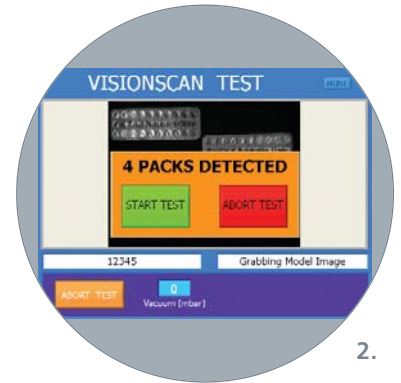 VISIONSCAN TEST
4 PACKS DETECTED
START TEST
ABORT TEST
12345
Grabbing Model Image
ABORT TEST
0
Vacuum (mbar)
2.